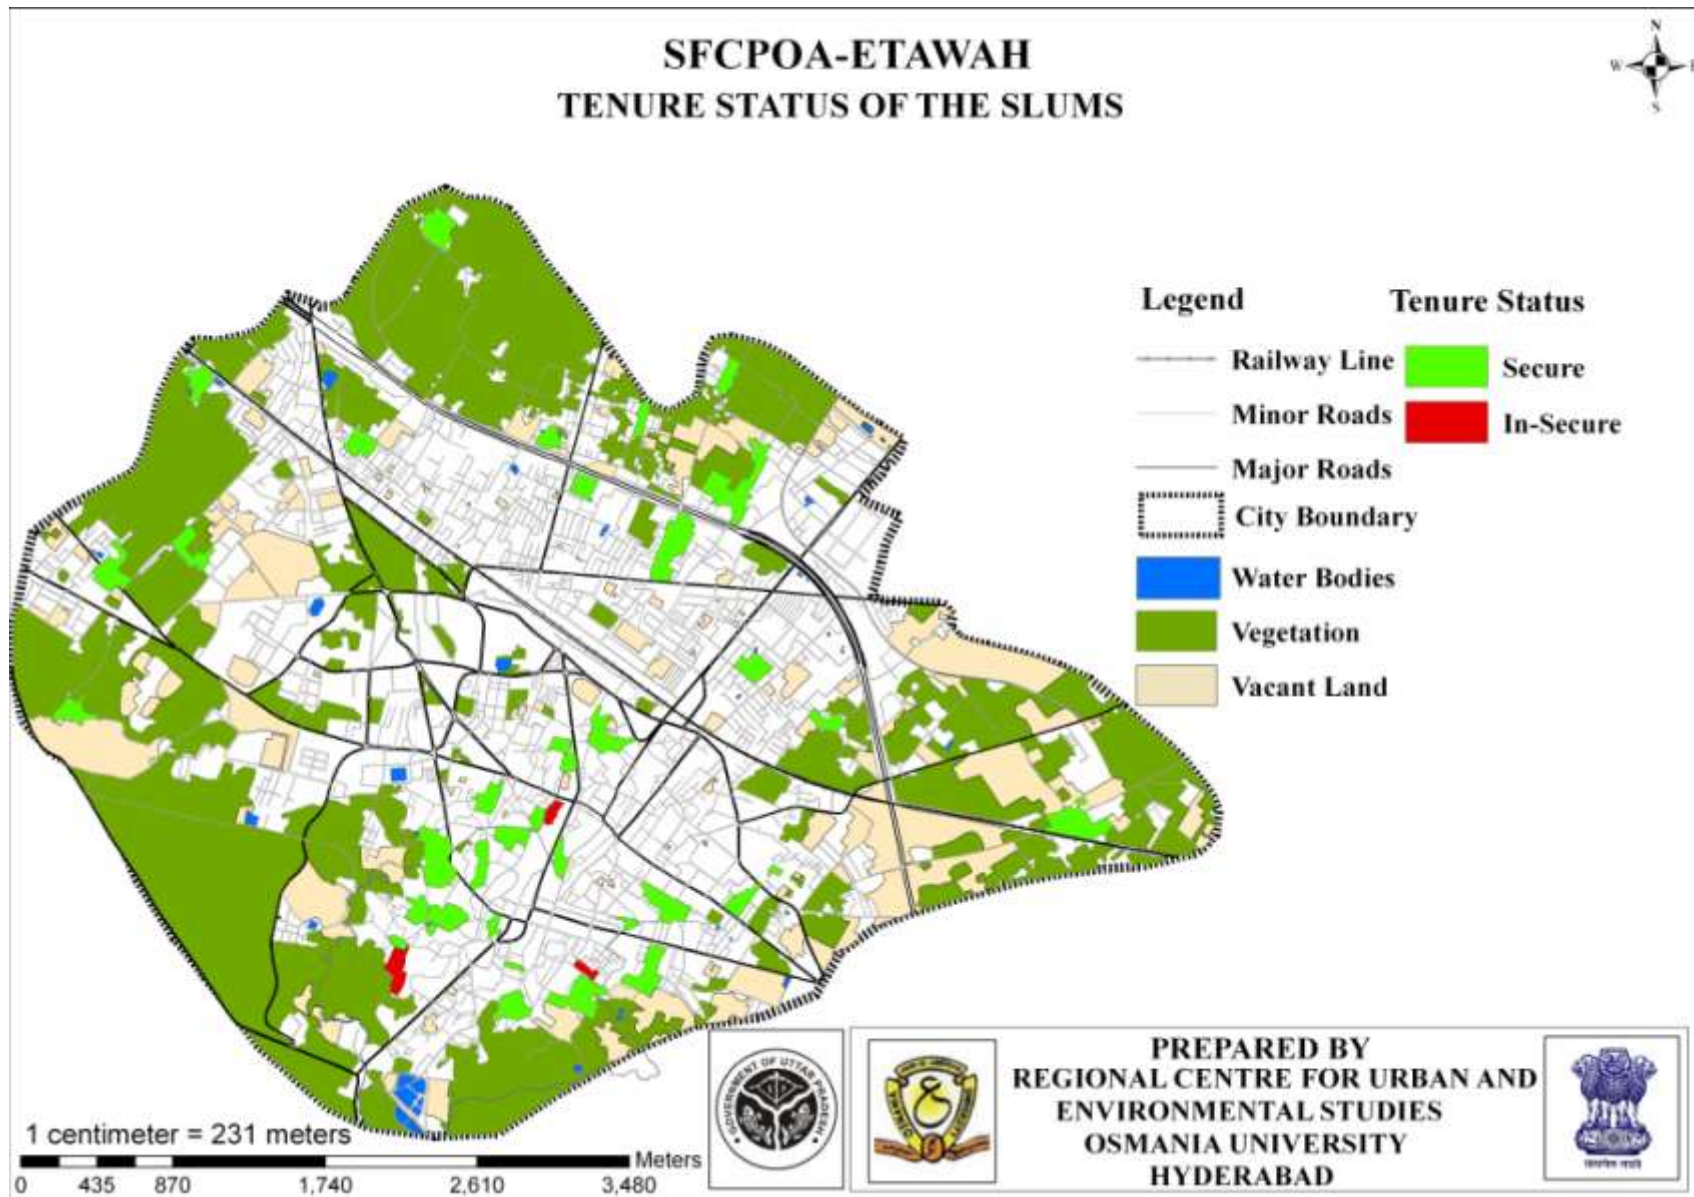 SFCPOA-ETAWAH
TENURE STATUS OF THE SLUMS
N
W
S
Legend
Tenure Status
Railway Line
Secure
Minor Roads
In-Secure
Major Roads
City Boundary
Water Bodies
Vegetation
Vacant Land
1 centimeter = 231 meters
Meters
0 435 870 1,740 2,610 3,480
GOVERNMENT OF UTTAR PRADESH
PREPARED BY
REGIONAL CENTRE FOR URBAN AND
ENVIRONMENTAL STUDIES
OSMANIA UNIVERSITY
HYDERABAD